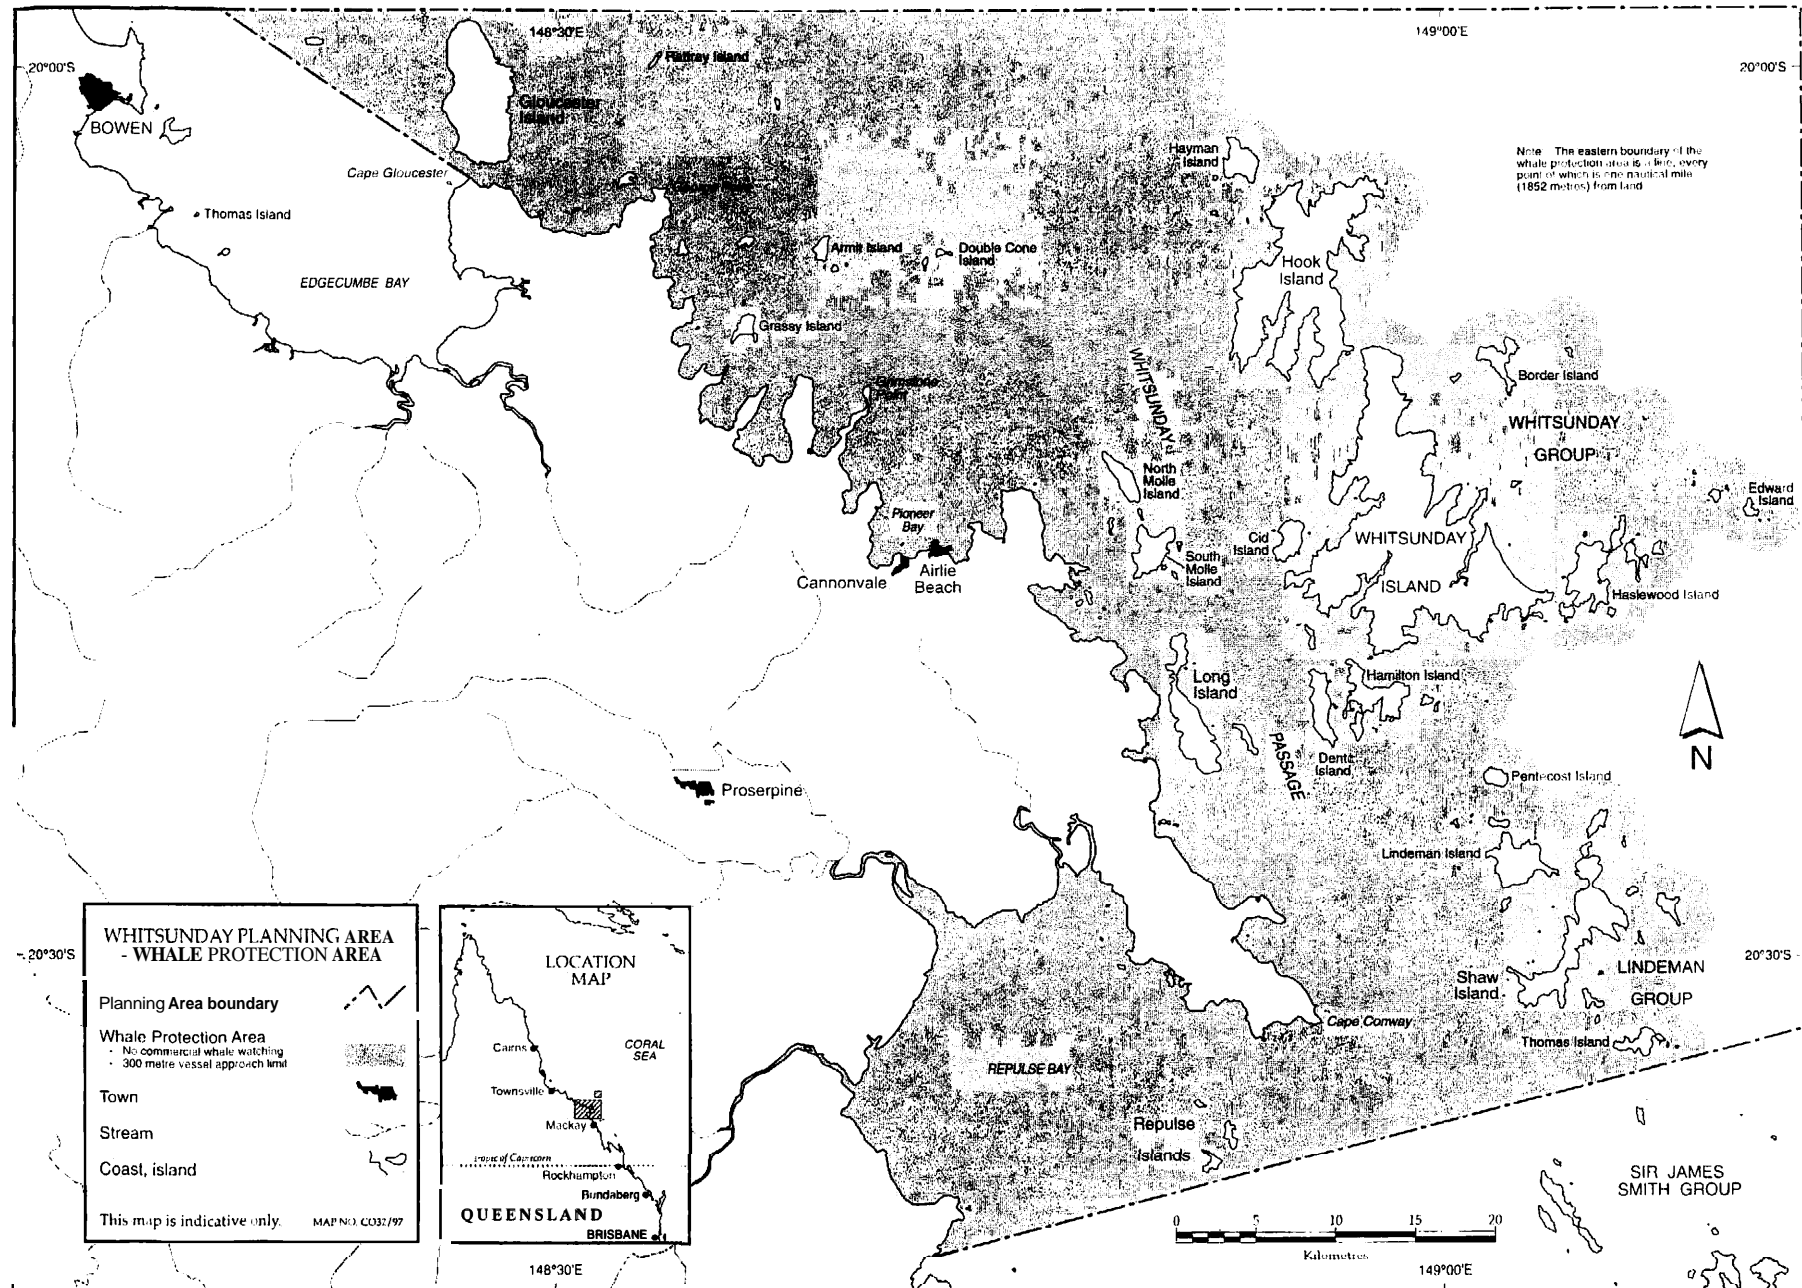 148°30'E
149°00'E
20°00'S
20°00'S
Rattray Island
Gloucester
Island
BOWEN
Hayman
Island
Note The eastern boundary of the
whale protection area is a line, every
point of which is one nautical mile
(1852 metres) from land
Cape Gloucester
Thomas Island
Armit Island
Double Cone
Island
Hook
Island
EDGECUMBE BAY
Grassy Island
WHITSUNDAY
Border Island
Grimstone
Point
WHITSUNDAY
GROUP
North
Molle
Island
Edward
Island
Pioneer
Bay
Cid
Island
WHITSUNDAY
ISLAND
South
Molle
Island
Cannonvale
Airlie
Beach
Haslewood Island
Long
Island
Hamilton Island
PASSAGE
Dent
Island
N
Pentecost Island
Proserpine
Lindeman Island
WHITSUNDAY PLANNING AREA
- WHALE PROTECTION AREA
Planning Area boundary
Whale Protection Area
• No commercial whale watching
• 300 metre vessel approach limit
Town
Stream
Coast, island
This map is indicative only.
MAP NO. CO32/97
LOCATION
MAP
CORAL
SEA
Cairns
Townsville
Mackay
Tropic of Capricorn
Rockhampton
Bundaberg
QUEENSLAND
BRISBANE
20°30'S
20°30'S
Shaw
Island
LINDEMAN
GROUP
Cape Conway
Thomas Island
REPULSE BAY
Repulse
Islands
SIR JAMES
SMITH GROUP
0 5 10 15 20
Kilometres
148°30'E
149°00'E